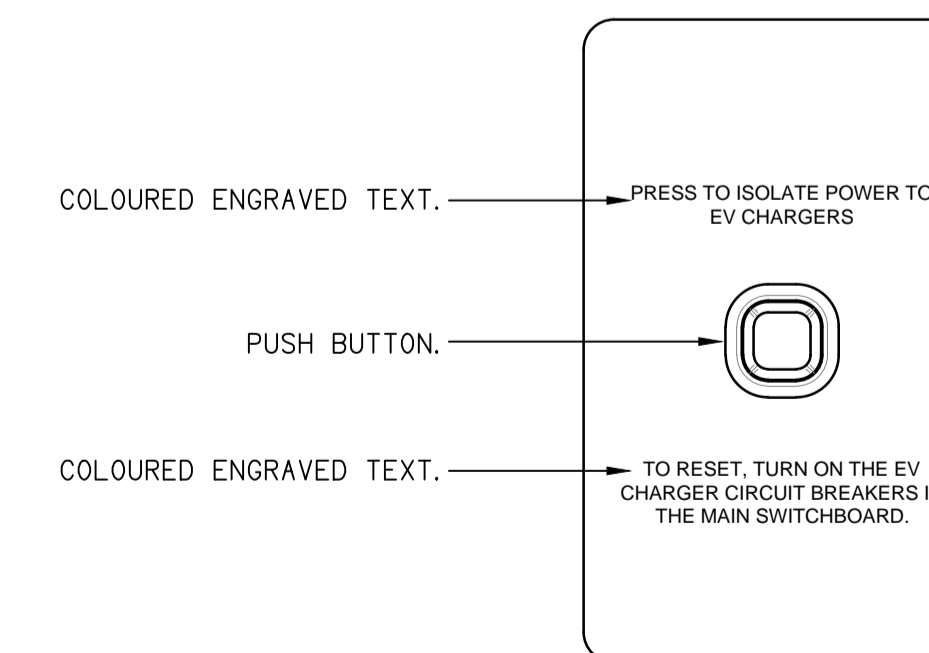 COLOURED ENGRAVED TEXT.
PRESS TO ISOLATE POWER TO
EV CHARGERS
PUSH BUTTON.
COLOURED ENGRAVED TEXT.
TO RESET, TURN ON THE EV
CHARGER CIRCUIT BREAKERS
THE MAIN SWITCHBOARD.